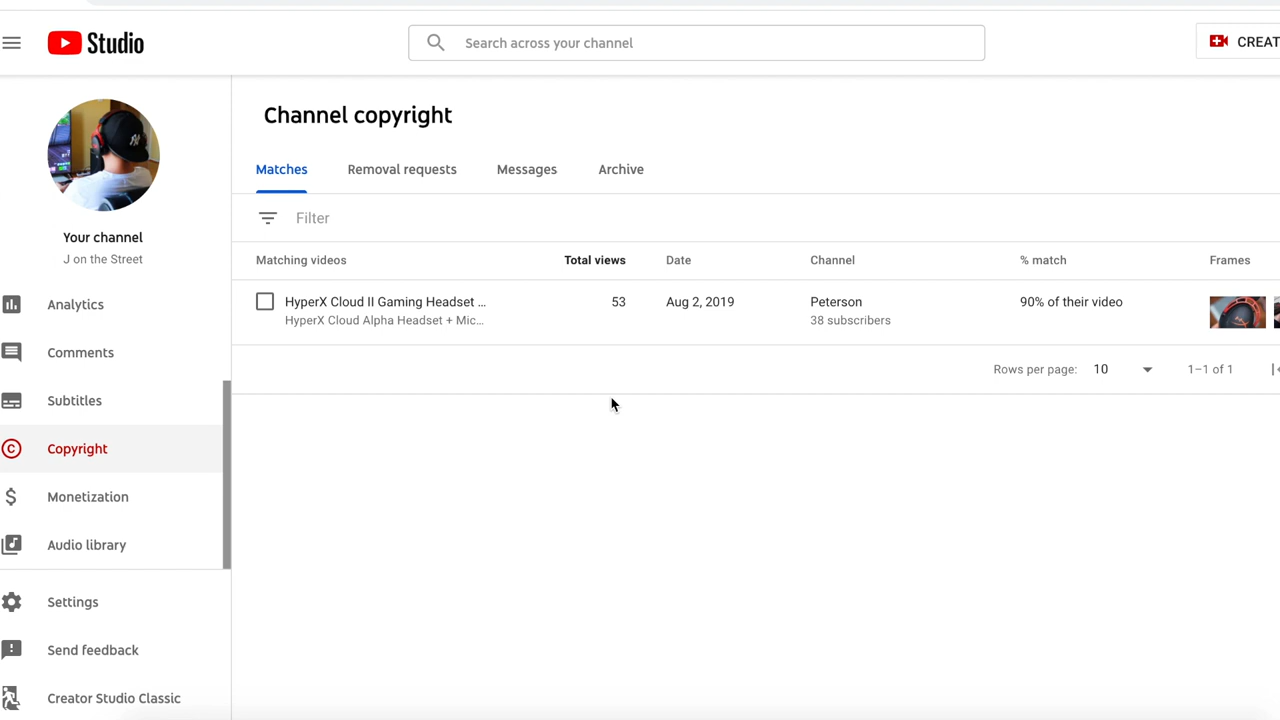 Studio
Search across your channel
CREAT
Your channel
J on the Street
Analytics
Comments
Subtitles
Copyright
Monetization
Audio library
Settings
Send feedback
Creator Studio Classic
Channel copyright
Matches Removal requests Messages Archive
Filter
Matching videos Total views Date Channel % match Frames
HyperX Cloud II Gaming Headset ... 53 Aug 2, 2019 Peterson 90% of their video
HyperX Cloud Alpha Headset + Mic... 38 subscribers
Rows per page: 10 1–1 of 1